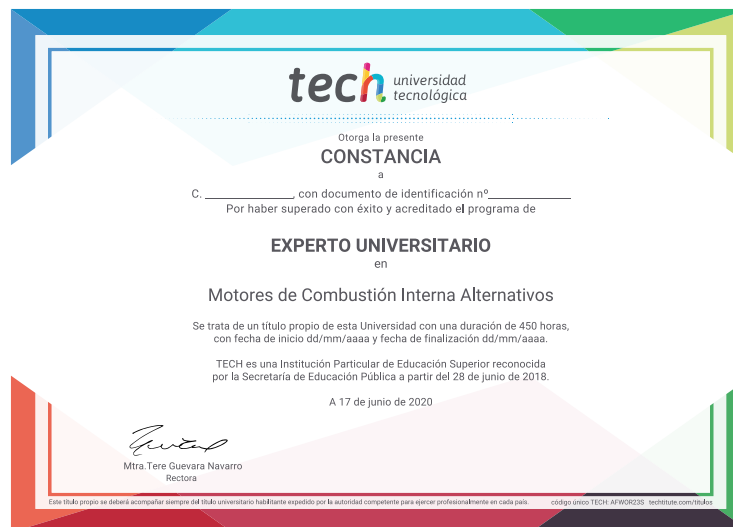 tech universidad
tecnológica
Otorga la presente
CONSTANCIA
a
C. ______________, con documento de identificación nº_____________
Por haber superado con éxito y acreditado el programa de
EXPERTO UNIVERSITARIO
en
Motores de Combustión Interna Alternativos
Se trata de un título propio de esta Universidad con una duración de 450 horas,
con fecha de inicio dd/mm/aaaa y fecha de finalización dd/mm/aaaa.
TECH es una Institución Particular de Educación Superior reconocida
por la Secretaría de Educación Pública a partir del 28 de junio de 2018.
A 17 de junio de 2020
Mtra.Tere Guevara Navarro
Rectora
Este título propio se deberá acompañar siempre del título universitario habilitante expedido por la autoridad competente para ejercer profesionalmente en cada país. código único TECH: AFWOR23S techtitute.com/titulos